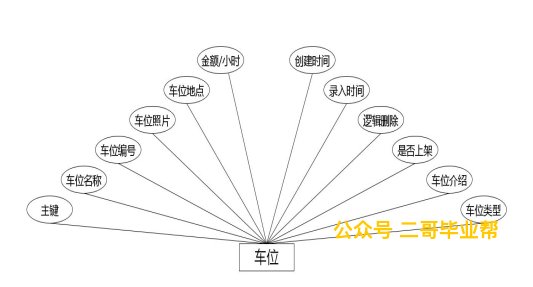 金额/小时
创建时间
车位地点
录入时间
车位照片
逻辑删除
车位编号
是否上架
车位名称
车位介绍
主键
车位类型
公众号 二哥毕业帮
车位